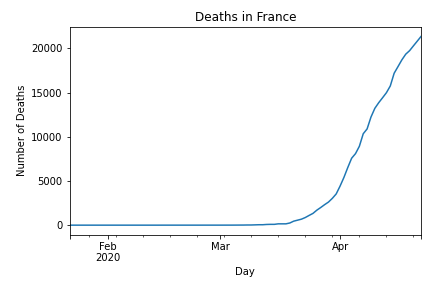 Deaths in France
20000
15000
10000
5000
0
Number of Deaths
Feb
2020
Mar
Apr
Day